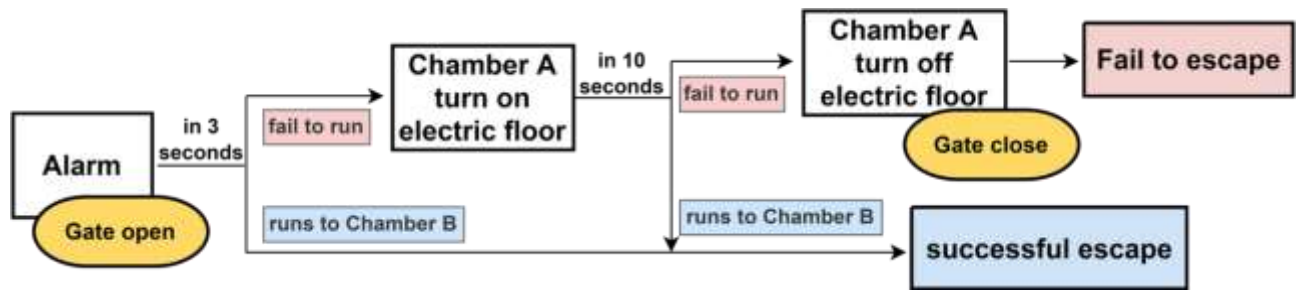 Alarm
Gate open
in 3
seconds
fail to run
runs to Chamber B
Chamber A
turn on
electric floor
in 10
seconds
fail to run
runs to Chamber B
Chamber A
turn off
electric floor
Gate close
Fail to escape
successful escape